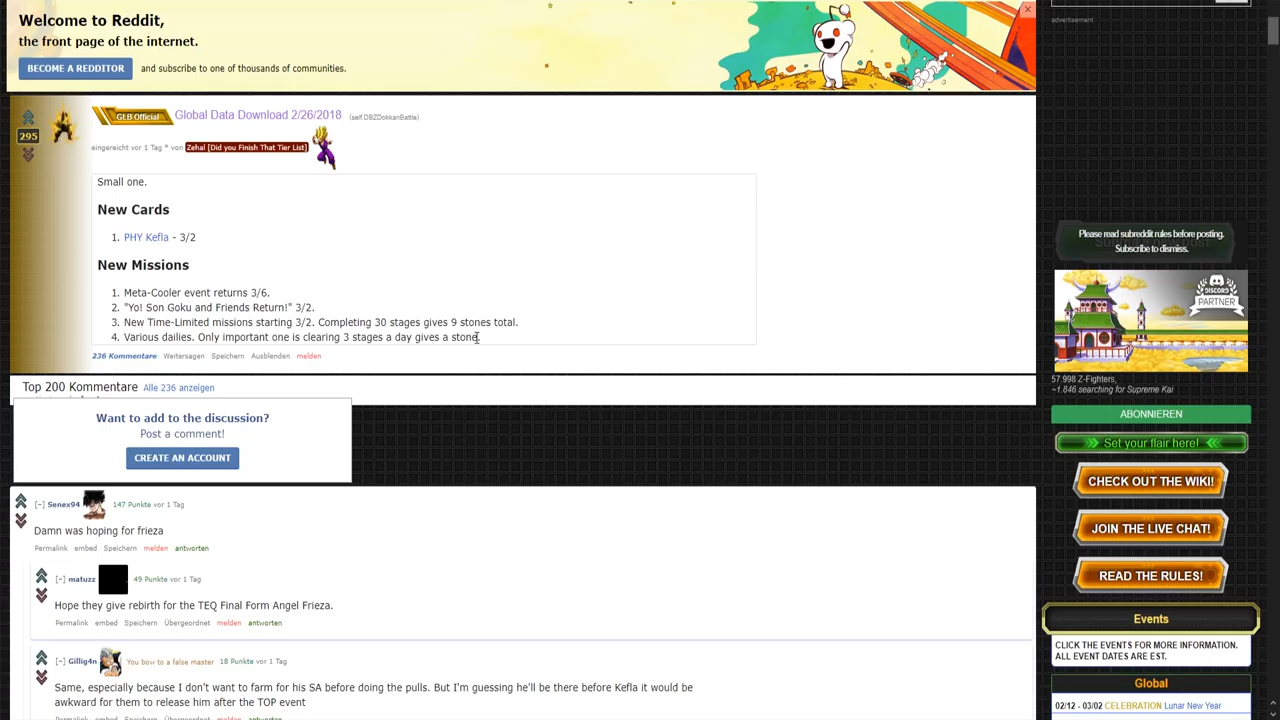 Welcome to Reddit,
the front page of the internet.
BECOME A REDDITOR and subscribe to one of thousands of communities.
×
advertisement
295
GLB Official Global Data Download 2/26/2018 (self.DBZDokkanBattle)
eingereicht vor 1 Tag * von Zehal [Did you Finish That Tier List]
Small one.
New Cards
1. PHY Kefla - 3/2
New Missions
1. Meta-Cooler event returns 3/6.
2. "Yo! Son Goku and Friends Return!" 3/2.
3. New Time-Limited missions starting 3/2. Completing 30 stages gives 9 stones total.
4. Various dailies. Only important one is clearing 3 stages a day gives a stone
236 Kommentare Weitersagen Speichern Ausblenden melden
Top 200 Kommentare Alle 236 anzeigen
Want to add to the discussion?
Post a comment!
CREATE AN ACCOUNT
[–] Senex94 147 Punkte vor 1 Tag
Damn was hoping for frieza
Permalink embed Speichern melden antworten
[–] matuzz 49 Punkte vor 1 Tag
Hope they give rebirth for the TEQ Final Form Angel Frieza.
Permalink embed Speichern Übergeordnet melden antworten
[–] Gillig4n You bow to a false master 18 Punkte vor 1 Tag
Same, especially because I don't want to farm for his SA before doing the pulls. But I'm guessing he'll be there before Kefla it would be
awkward for them to release him after the TOP event
Permalink embed Speichern Übergeordnet melden antworten
Please read subreddit rules before posting.
Subscribe to dismiss.
DISCORD
PARTNER
57.998 Z-Fighters,
~1.846 searching for Supreme Kai
ABONNIEREN
Set your flair here!
CHECK OUT THE WIKI!
JOIN THE LIVE CHAT!
READ THE RULES!
Events
CLICK THE EVENTS FOR MORE INFORMATION.
ALL EVENT DATES ARE EST.
Global
02/12 - 03/02 CELEBRATION Lunar New Year